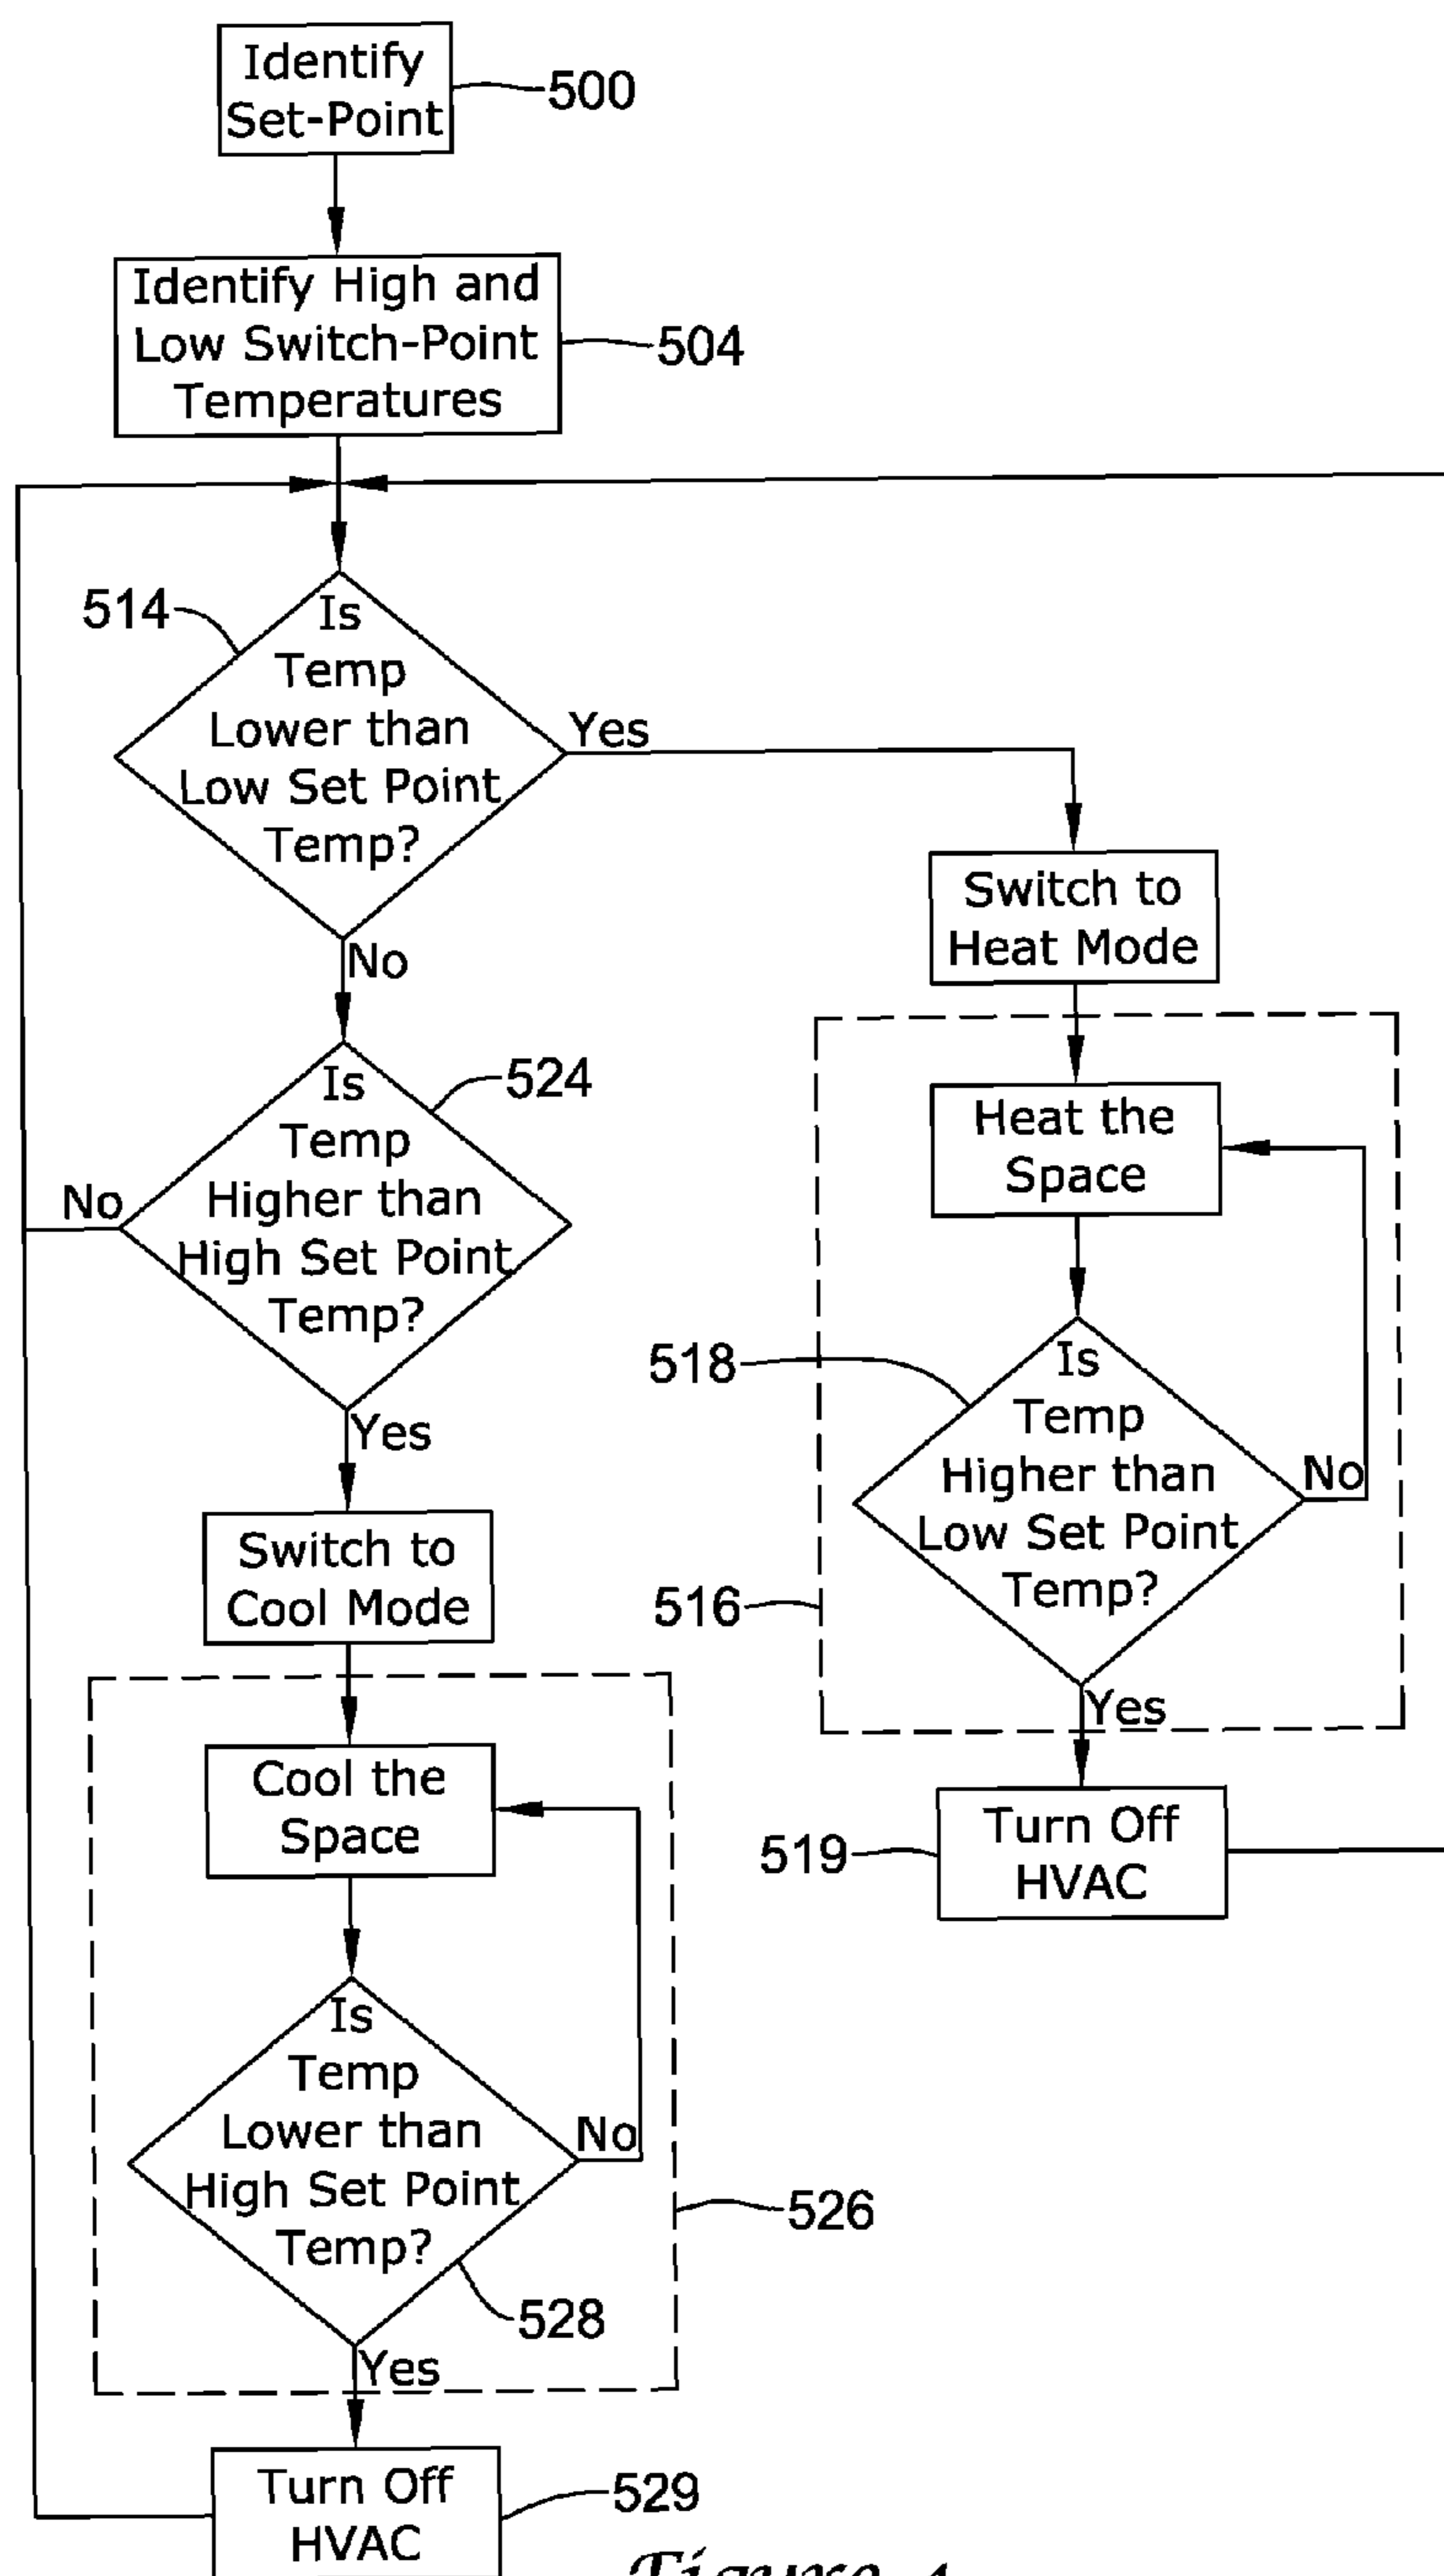 Identify
Set-Point
500
Identify High and
Low Switch-Point
Temperatures
504
514
Is
Temp
Lower than
Low Set Point
Temp?
Yes
No
Switch to
Heat Mode
524
Is
Temp
Higher than
High Set Point
Temp?
No
Yes
Heat the
Space
518
Is
Temp
Higher than
Low Set Point
Temp?
No
516
Yes
Switch to
Cool Mode
Turn Off
HVAC
519
Cool the
Space
Is
Temp
Lower than
High Set Point
Temp?
No
526
528
Yes
Turn Off
HVAC
529
Figure